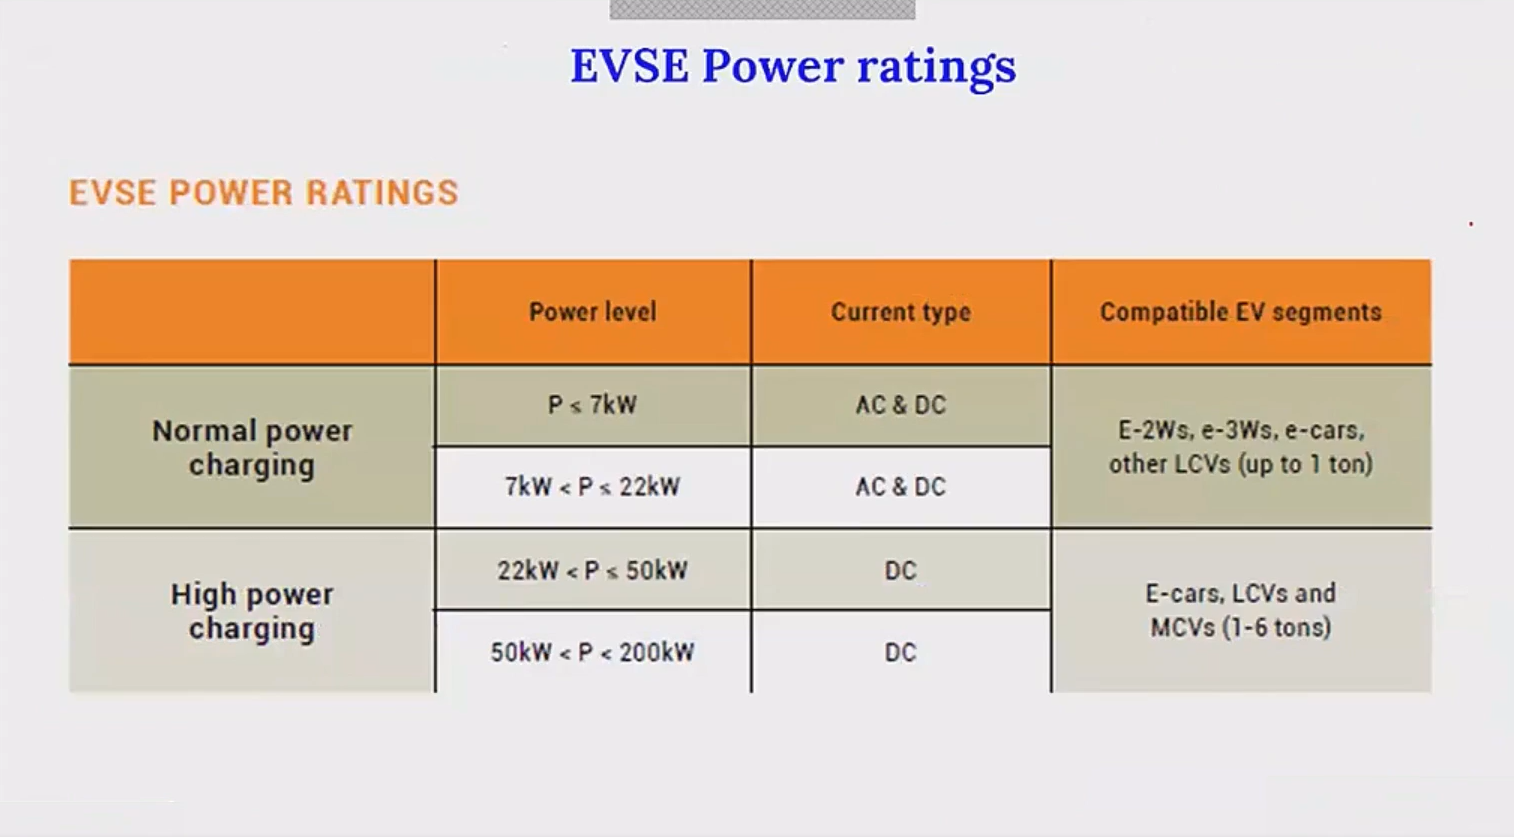 EVSE Power ratings
EVSE POWER RATINGS
Power level
Current type
Compatible EV segments
Normal power
charging
P ≤ 7kW
AC & DC
7kW < P ≤ 22kW
AC & DC
E-2Ws, e-3Ws, e-cars,
other LCVs (up to 1 ton)
High power
charging
22kW < P ≤ 50kW
DC
50kW < P < 200kW
DC
E-cars, LCVs and
MCVs (1-6 tons)